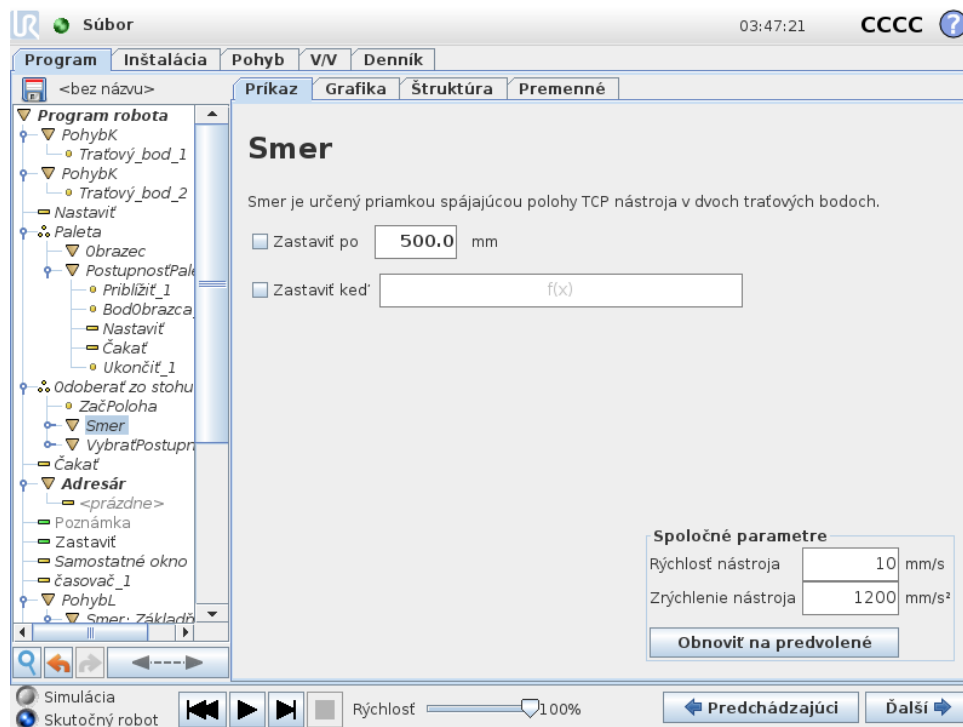 UR Súbor 03:47:21 CCCC ?
Program Inštalácia Pohyb V/V Denník
<bez názvu> Príkaz Grafika Štruktúra Premenné
Program robota
PohybK
Traťový_bod_1
PohybK
Traťový_bod_2
Nastaviť
Paleta
Obrazec
PostupnosťPale
Priblížiť_1
BodObrazca_
Nastaviť
Čakať
Ukončiť_1
Odoberať zo stohu
ZačPoloha
Smer
VybraťPostupn
Čakať
Adresár
<prázdne>
Poznámka
Zastaviť
Samostatné okno
časovač_1
PohybL
Smer: Základň
Smer
Smer je určený priamkou spájajúcou polohy TCP nástroja v dvoch traťových bodoch.
Zastaviť po 500.0 mm
Zastaviť keď f(x)
Spoločné parametre
Rýchlosť nástroja 10 mm/s
Zrýchlenie nástroja 1200 mm/s²
Obnoviť na predvolené
Simulácia
Skutočný robot
Rýchlosť 100%
Predchádzajúci Ďalší